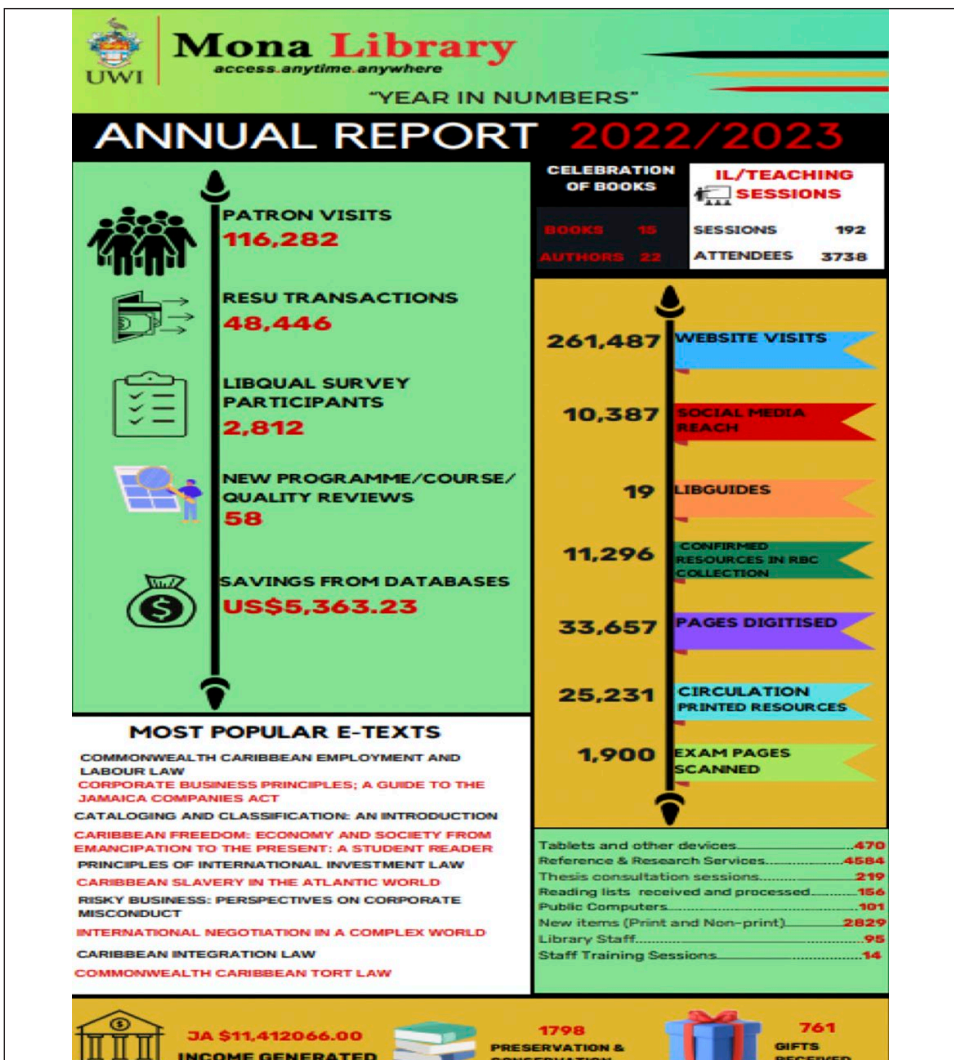 UWI
Mona Library
access.anytime.anywhere
"YEAR IN NUMBERS"
ANNUAL REPORT 2022/2023
PATRON VISITS
116,282
RESU TRANSACTIONS
48,446
LIBQUAL SURVEY
PARTICIPANTS
2,812
NEW PROGRAMME/COURSE/
QUALITY REVIEWS
58
SAVINGS FROM DATABASES
US$5,363.23
CELEBRATION
OF BOOKS
BOOKS 15
AUTHORS 22
IL/TEACHING
SESSIONS
SESSIONS 192
ATTENDEES 3738
261,487 WEBSITE VISITS
10,387 SOCIAL MEDIA
REACH
19 LIBGUIDES
11,296 CONFIRMED
RESOURCES IN RBC
COLLECTION
33,657 PAGES DIGITISED
25,231 CIRCULATION
PRINTED RESOURCES
1,900 EXAM PAGES
SCANNED
MOST POPULAR E-TEXTS
COMMONWEALTH CARIBBEAN EMPLOYMENT AND
LABOUR LAW
CORPORATE BUSINESS PRINCIPLES; A GUIDE TO THE
JAMAICA COMPANIES ACT
CATALOGING AND CLASSIFICATION: AN INTRODUCTION
CARIBBEAN FREEDOM: ECONOMY AND SOCIETY FROM
EMANCIPATION TO THE PRESENT: A STUDENT READER
PRINCIPLES OF INTERNATIONAL INVESTMENT LAW
CARIBBEAN SLAVERY IN THE ATLANTIC WORLD
RISKY BUSINESS: PERSPECTIVES ON CORPORATE
MISCONDUCT
INTERNATIONAL NEGOTIATION IN A COMPLEX WORLD
CARIBBEAN INTEGRATION LAW
COMMONWEALTH CARIBBEAN TORT LAW
Tablets and other devices...470
Reference & Research Services...4584
Thesis consultation sessions...219
Reading lists received and processed...156
Public Computers...101
New items (Print and Non-print)...2829
Library Staff...95
Staff Training Sessions...14
JA $11,412066.00
INCOME GENERATED
1798
PRESERVATION &
CONSERVATION
761
GIFTS
RECEIVED